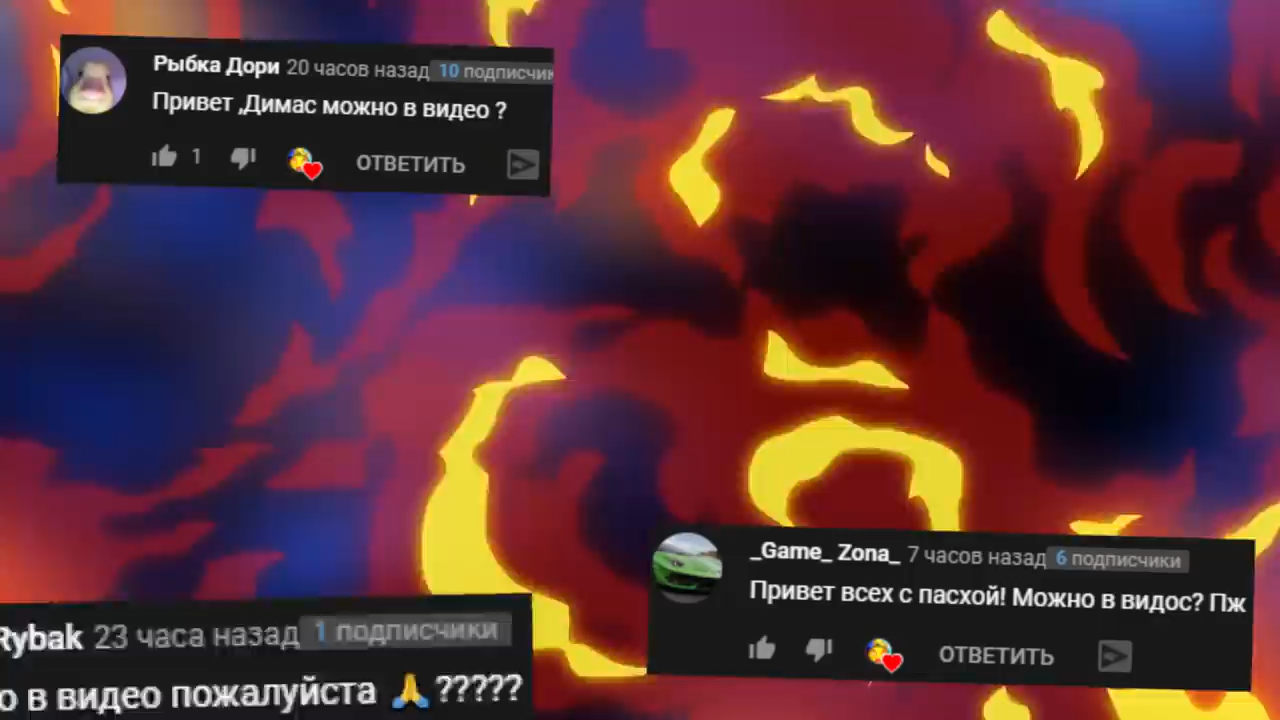 Рыбка Дори 20 часов назад 10 подписчик
Привет ,Димас можно в видео ?
1 ОТВЕТИТЬ
_Game_ Zona_ 7 часов назад 6 подписчики
Привет всех с пасхой! Можно в видос? Пж
ОТВЕТИТЬ
Rybak 23 часа назад 1 подписчики
о в видео пожалуйста 🙏?????